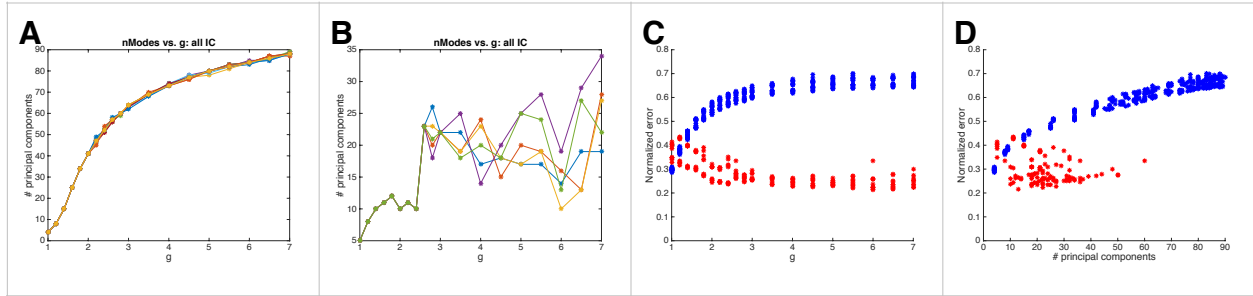 A
nModes vs. g: all IC
# principal components
90
80
70
60
50
40
30
20
10
0
1 2 3 4 5 6 7
g
B
nModes vs. g: all IC
# principal components
35
30
25
20
15
10
5
1 2 3 4 5 6 7
g
C
Normalized error
0.8
0.7
0.6
0.5
0.4
0.3
0.2
0.1
0
1 2 3 4 5 6 7
g
D
Normalized error
0.8
0.7
0.6
0.5
0.4
0.3
0.2
0.1
0
0 10 20 30 40 50 60 70 80 90
# principal components